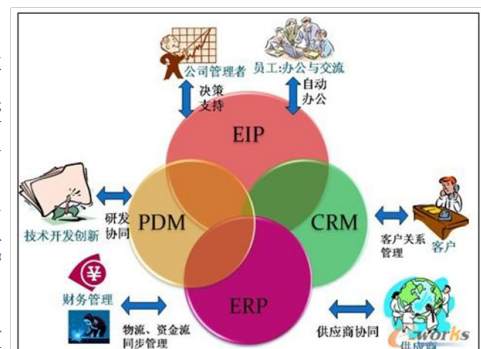 公司管理者
员工:办公与交流
决策
支持
自动
办公
EIP
PDM
CRM
ERP
研发
协同
技术开发创新
客户关系
管理
客户
财务管理
物流、资金流
同步管理
供应商协同
供应商
works